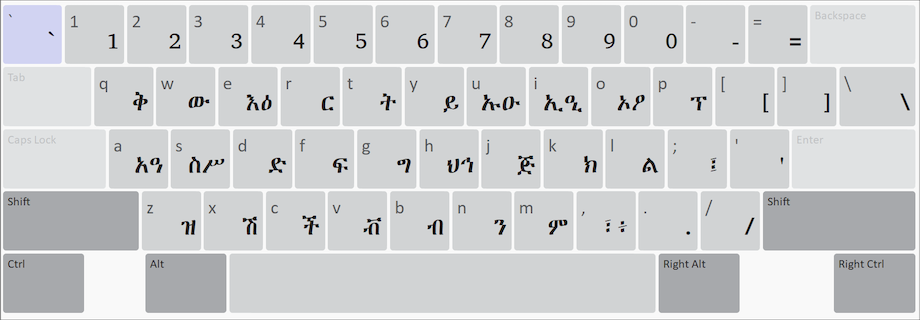 ` ` 1 1 2 2 3 3 4 4 5 5 6 6 7 7 8 8 9 9 0 0 - - = = Backspace
Tab q ቅ w ው e እዕ r ር t ት y ይ u ኡዑ i ኢዒ o ኦዖ p ፕ [ [ ] ] \ \
Caps Lock a አዓ s ስሥ d ድ f ፍ g ግ h ህኅ j ጅ k ክ l ል ; ፤ ' ' Enter
Shift z ዝ x ሽ c ች v ቭ b ብ n ን m ም , ፣÷ . . / / Shift
Ctrl Alt Right Alt Right Ctrl